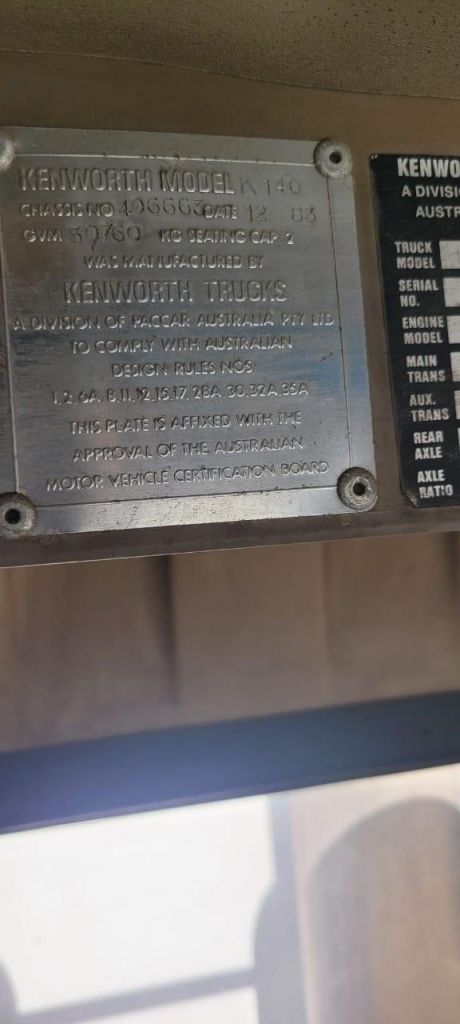 KENWORTH MODEL K 140
CHASSIS NO 406663 DATE 12 83
GVM 39760 KG SEATING CAP 2
WAS MANUFACTURED BY
KENWORTH TRUCKS
A DIVISION OF PACCAR AUSTRALIA PTY LTD
TO COMPLY WITH AUSTRALIAN
DESIGN RULES NOS
1, 2, 6A, 8, 11, 12, 15, 17, 28A, 30, 32A, 35A
THIS PLATE IS AFFIXED WITH THE
APPROVAL OF THE AUSTRALIAN
MOTOR VEHICLE CERTIFICATION BOARD
KENWO
A DIVISI
AUSTR
TRUCK
MODEL
SERIAL
NO.
ENGINE
MODEL
MAIN
TRANS
AUX.
TRANS
REAR
AXLE
AXLE
RATIO